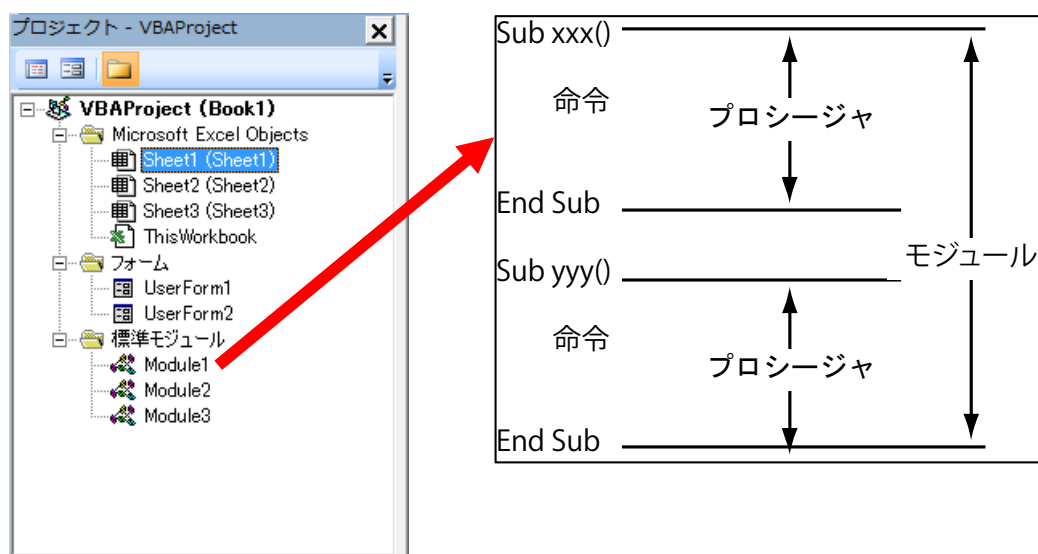 プロジェクト - VBAProject
VBAProject (Book1)
Microsoft Excel Objects
Sheet1 (Sheet1)
Sheet2 (Sheet2)
Sheet3 (Sheet3)
ThisWorkbook
フォーム
UserForm1
UserForm2
標準モジュール
Module1
Module2
Module3
Sub xxx()
命令
プロシージャ
End Sub
モジュール
Sub yyy()
命令
プロシージャ
End Sub